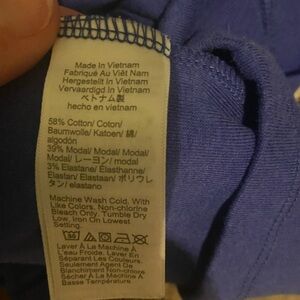 Made In Vietnam
Fabriqué Au Viêt Nam
Vervaardigd In Vietnam
ベトナム製
hecho en vietnam
58% Cotton/ Coton/
Baumwolle/ Katoen/ 綿/
algodón
39% Modal/ Modal/ Modal/
Modal/ レーヨン/ modal
3% Elastane/ Elasthanne/
Elastan/ Elastaan/ ポリウレ
タン/ elastano
Machine Wash Cold, With
Like Colors, Non-chlorine
Bleach Only, Tumble Dry
Low, Iron On Lowest
Setting.
Laver À La Machine À
L'eau Froide, Laver En
Séparant Les Couleurs,
Seulement Agent De
Blanchiment Non-chlore
Sécher À La Machine À
Basse Température